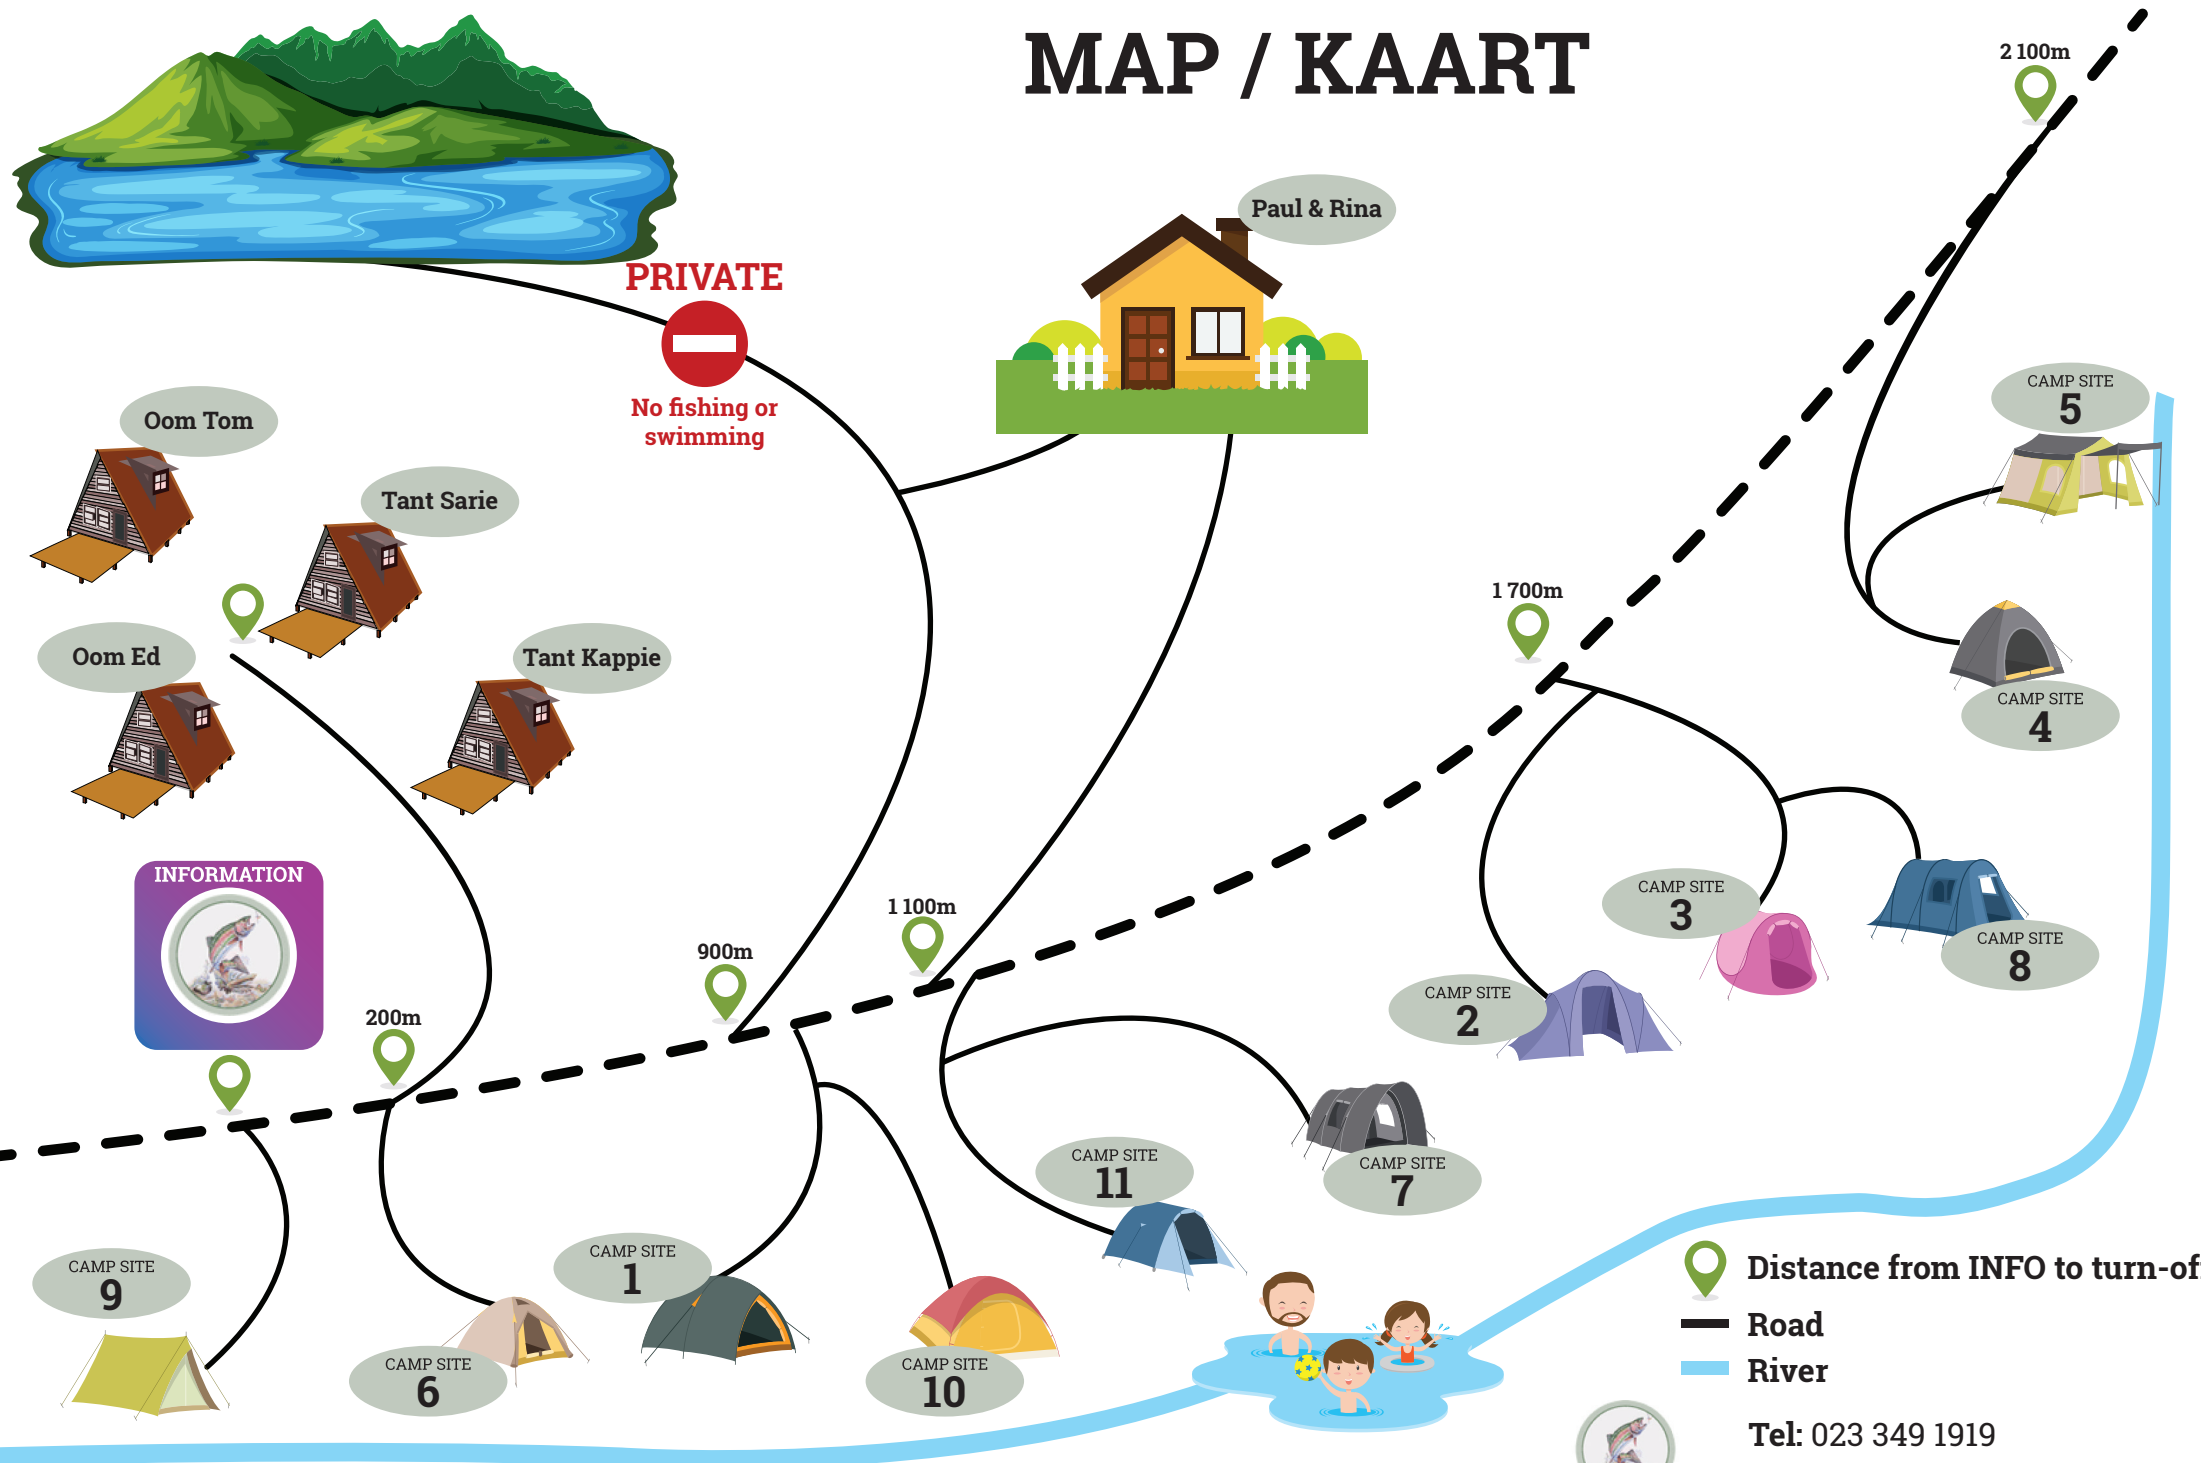 MAP / KAART
2 100m
Paul & Rina
PRIVATE
No fishing or
swimming
Oom Tom
Tant Sarie
Oom Ed
Tant Kappie
CAMP SITE
5
1 700m
CAMP SITE
4
INFORMATION
CAMP SITE
3
1 100m
CAMP SITE
8
900m
CAMP SITE
2
200m
CAMP SITE
11
CAMP SITE
7
CAMP SITE
9
CAMP SITE
1
CAMP SITE
6
CAMP SITE
10
Distance from INFO to turn-of
Road
River
Tel: 023 349 1919